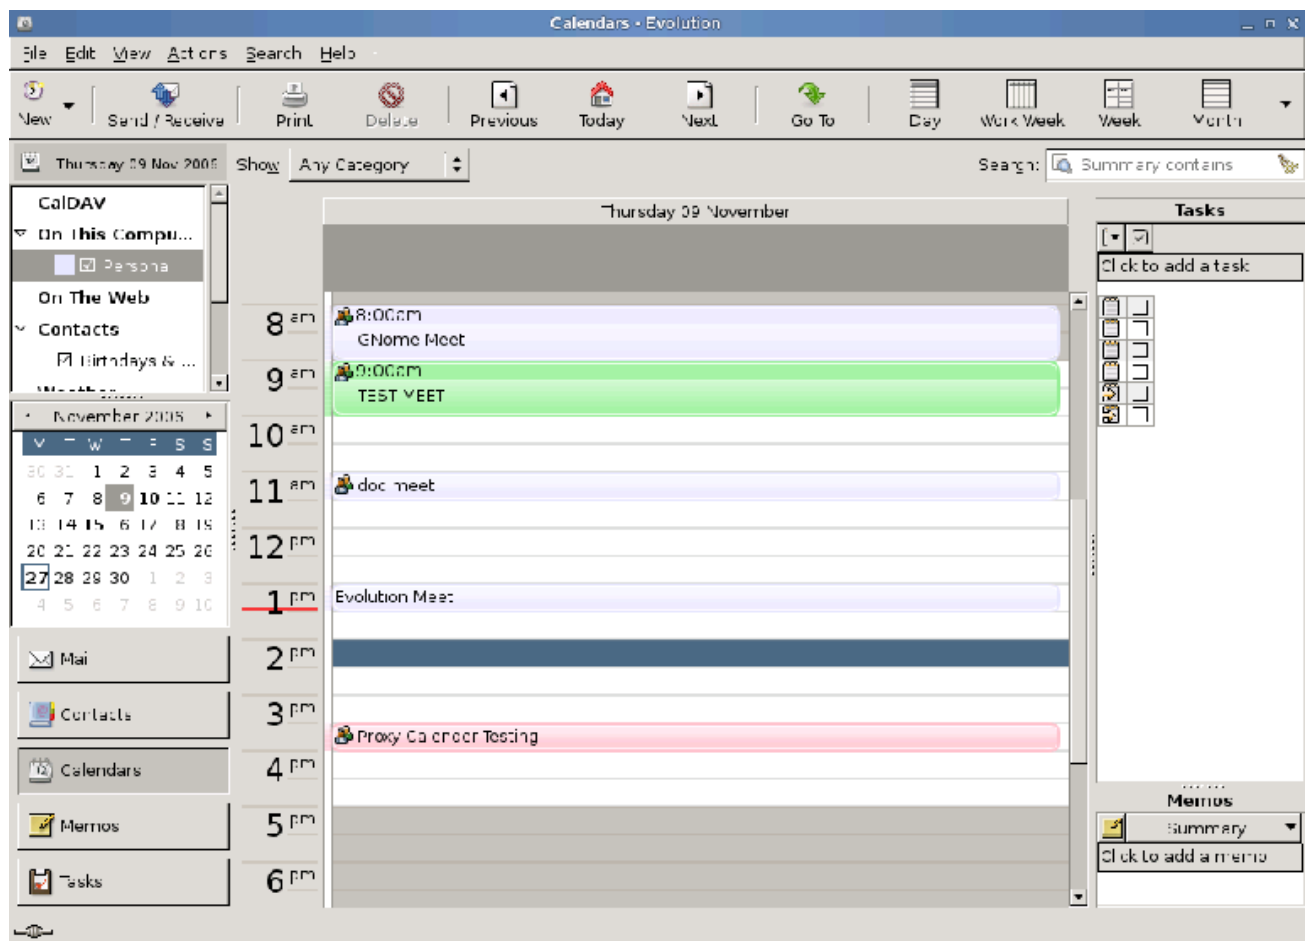 Calendars - Evolution
File Edit View Actions Search Help
New Send / Receive Print Delete Previous Today Next Go To Day Work Week Week Month
Thursday 09 Nov 2006 Show Any Category Search: Summary contains
CalDAV
On This Compu...
Personal
On The Web
Contacts
Birthdays & ...
Weather
November 2006
M T W T F S S
30 31 1 2 3 4 5
6 7 8 9 10 11 12
13 14 15 16 17 18 19
20 21 22 23 24 25 26
27 28 29 30 1 2 3
4 5 6 7 8 9 10
Mail
Contacts
Calendars
Memos
Tasks
Thursday 09 November
8 am
8:00am
GNome Meet
9 am
9:00am
TEST MEET
10 am
11 am
doc meet
12 pm
1 pm
Evolution Meet
2 pm
3 pm
Proxy Calender Testing
4 pm
5 pm
6 pm
Tasks
Click to add a task
Memos
Summary
Click to add a memo